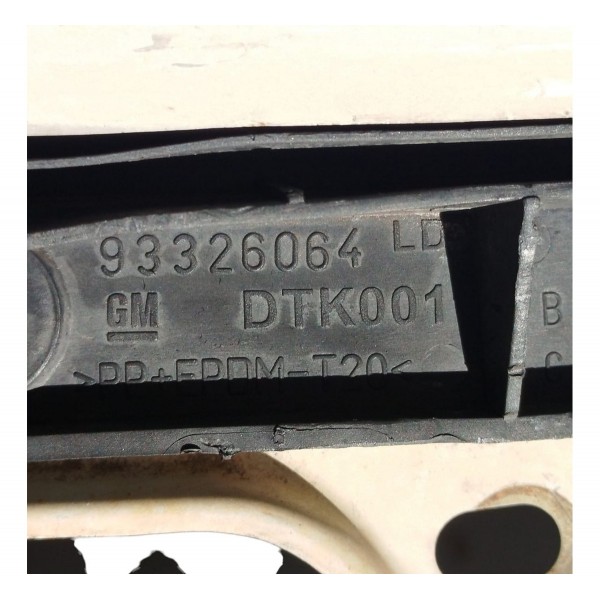 93326064 LD
GM DTK001 B
>PP+EPDM-T20< C